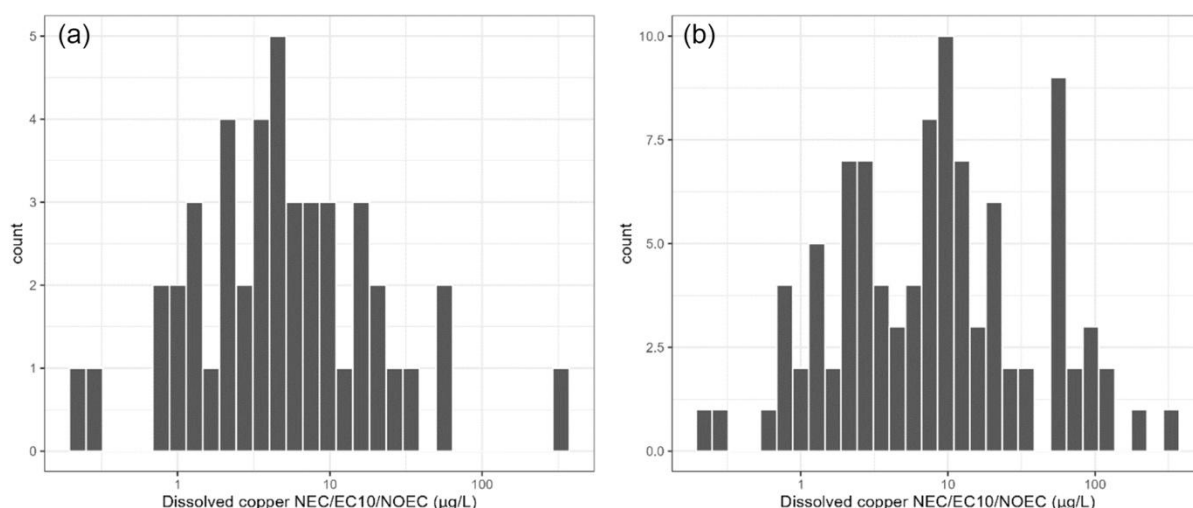 (a)
5
4
3
2
1
0
count
1 10 100
Dissolved copper NEC/EC10/NOEC (µg/L)
(b)
10.0
7.5
5.0
2.5
0.0
count
1 10 100
Dissolved copper NEC/EC10/NOEC (µg/L)